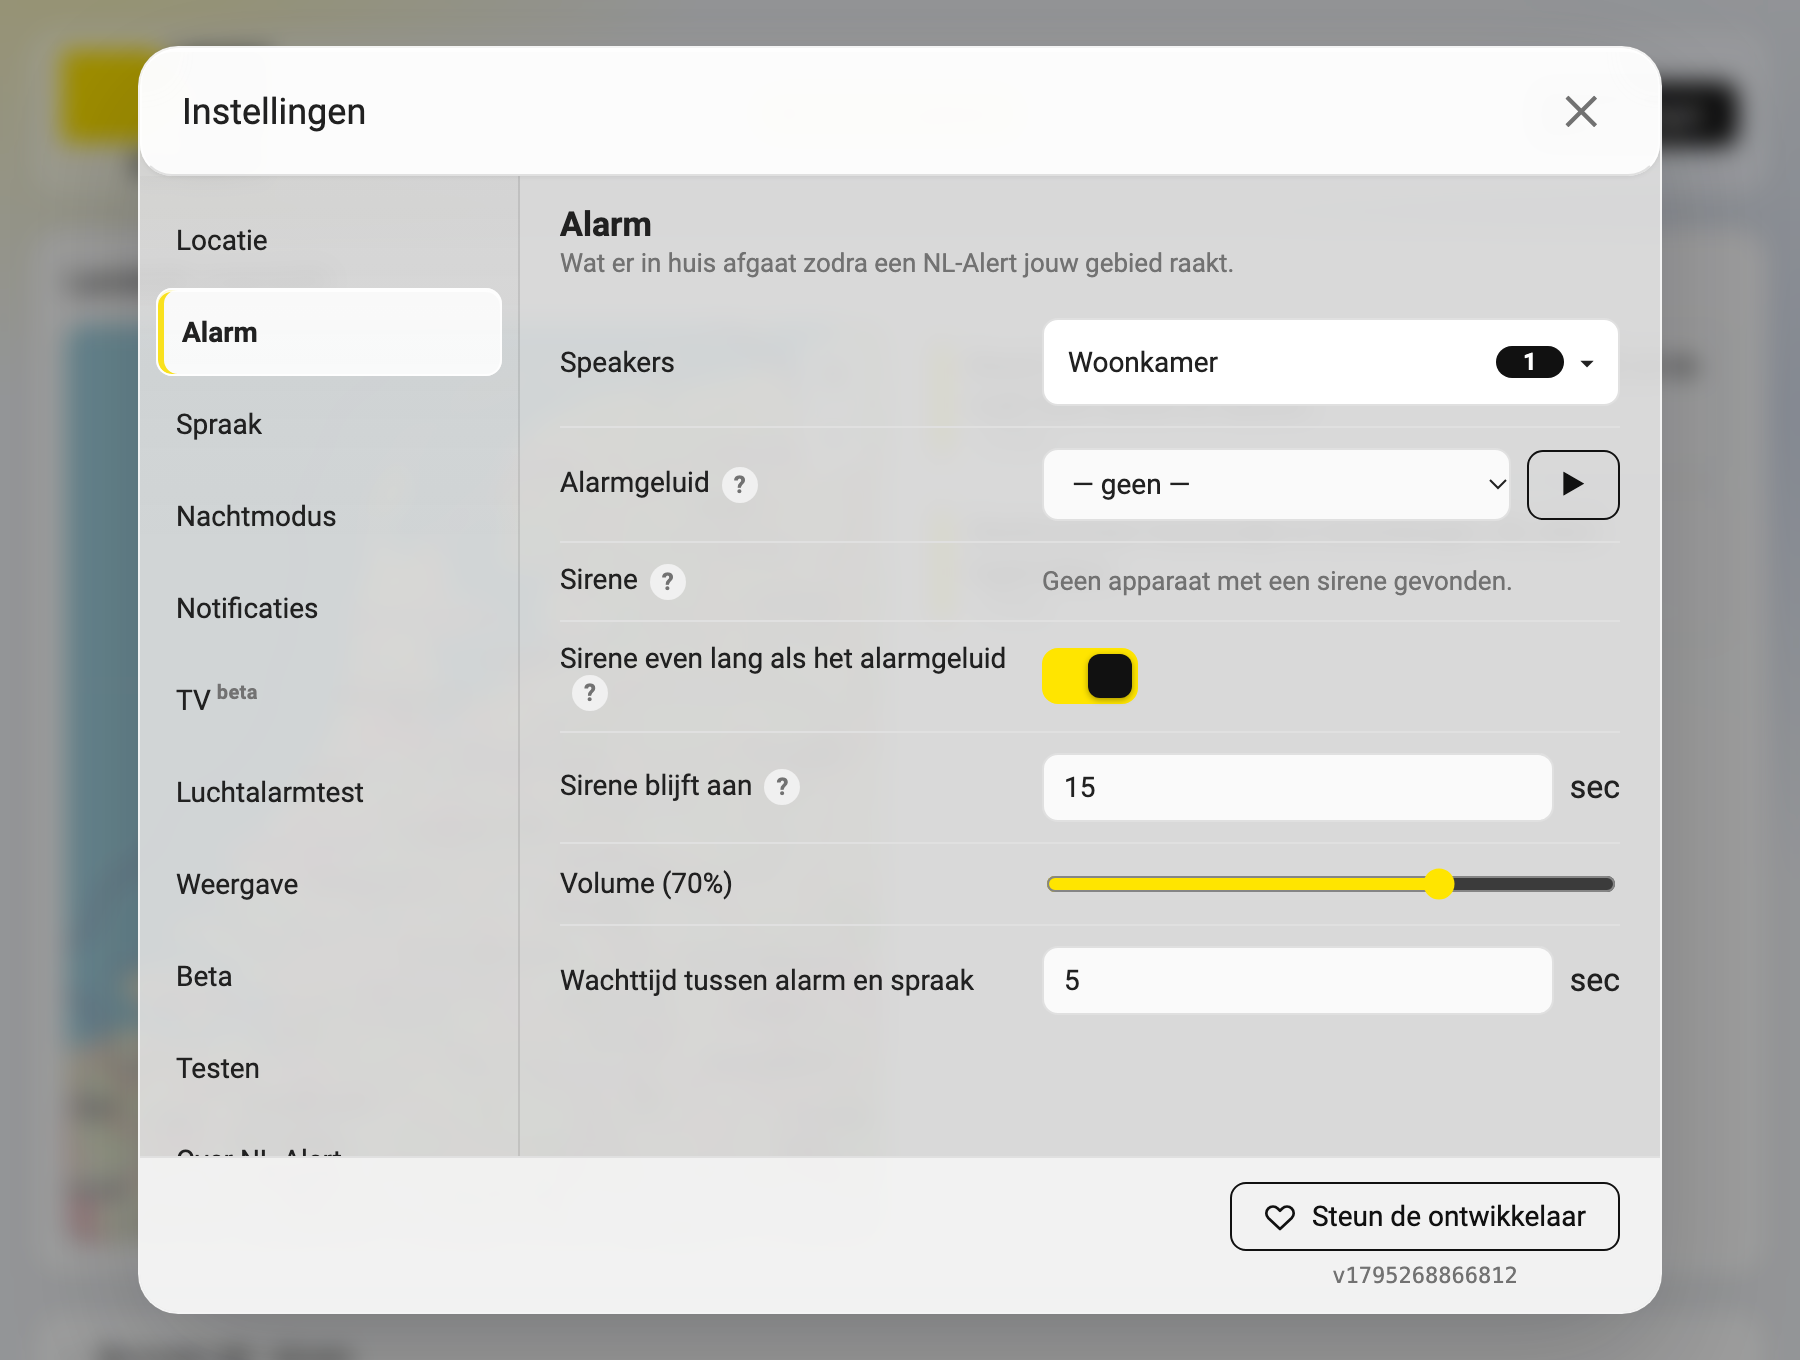 Instellingen
Locatie
Alarm
Spraak
Nachtmodus
Notificaties
TV beta
Luchtalarmtest
Weergave
Beta
Testen
Over NL-Alert
Alarm
Wat er in huis afgaat zodra een NL-Alert jouw gebied raakt.
Speakers
Woonkamer
1
Alarmgeluid ?
— geen —
Sirene ?
Geen apparaat met een sirene gevonden.
Sirene even lang als het alarmgeluid
?
Sirene blijft aan ?
15
sec
Volume (70%)
Wachttijd tussen alarm en spraak
5
sec
Steun de ontwikkelaar
v1795268866812